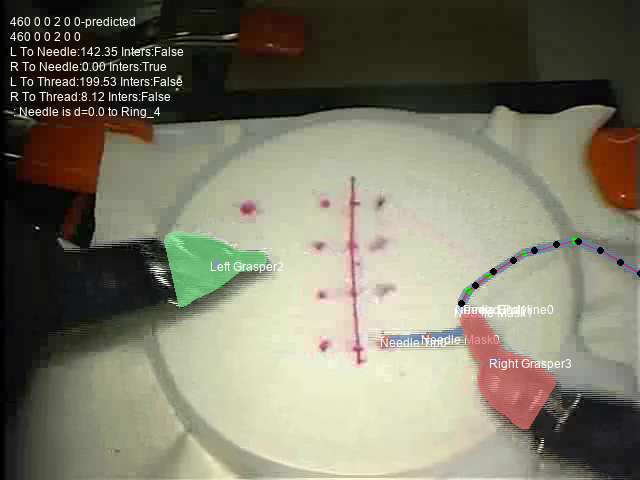 460 0 0 2 0 0-predicted
460 0 0 2 0 0
L To Needle:142.35 Inters:False
R To Needle:0.00 Inters:True
L To Thread:199.53 Inters:False
R To Thread:8.12 Inters:False
: Needle is d=0.0 to Ring_4
Left Grasper2
Needle Mask0
Right Grasper3